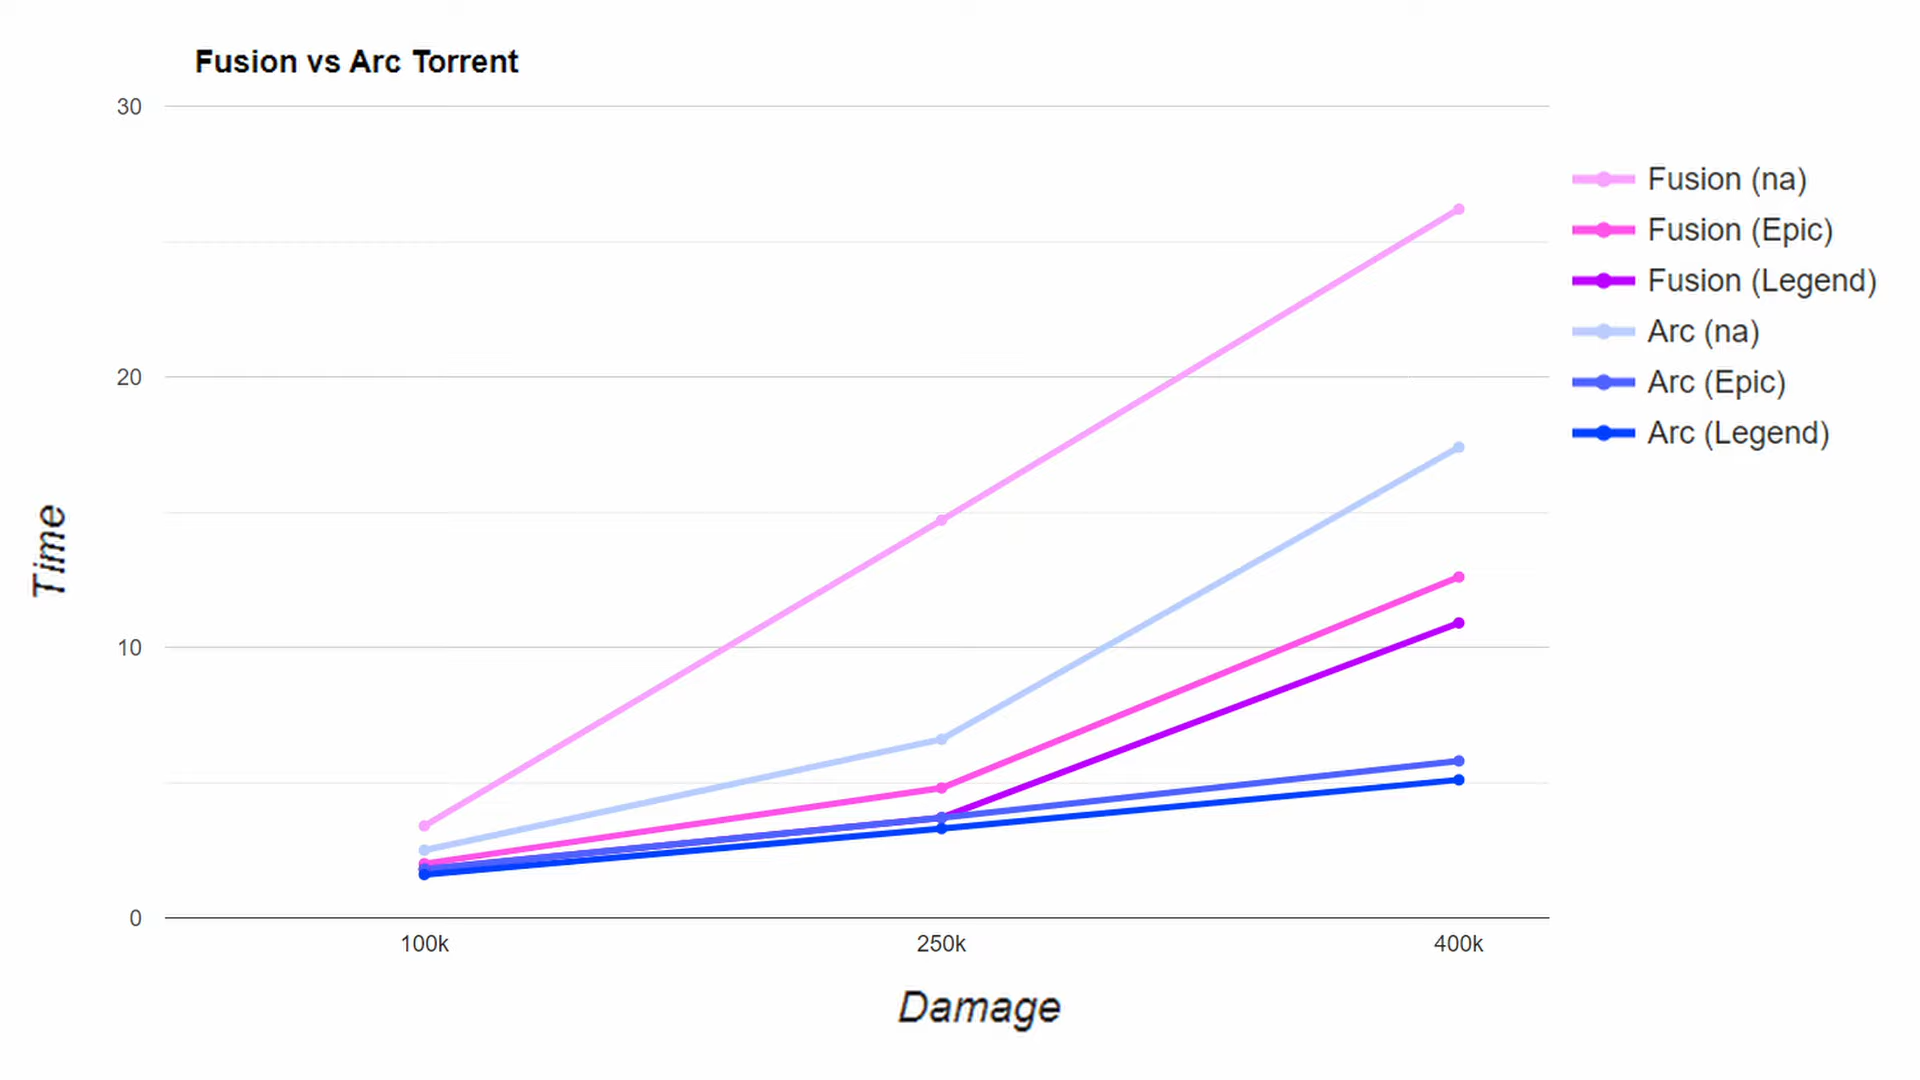 Fusion vs Arc Torrent
30
20
10
0
Time
100k
250k
400k
Damage
Fusion (na)
Fusion (Epic)
Fusion (Legend)
Arc (na)
Arc (Epic)
Arc (Legend)